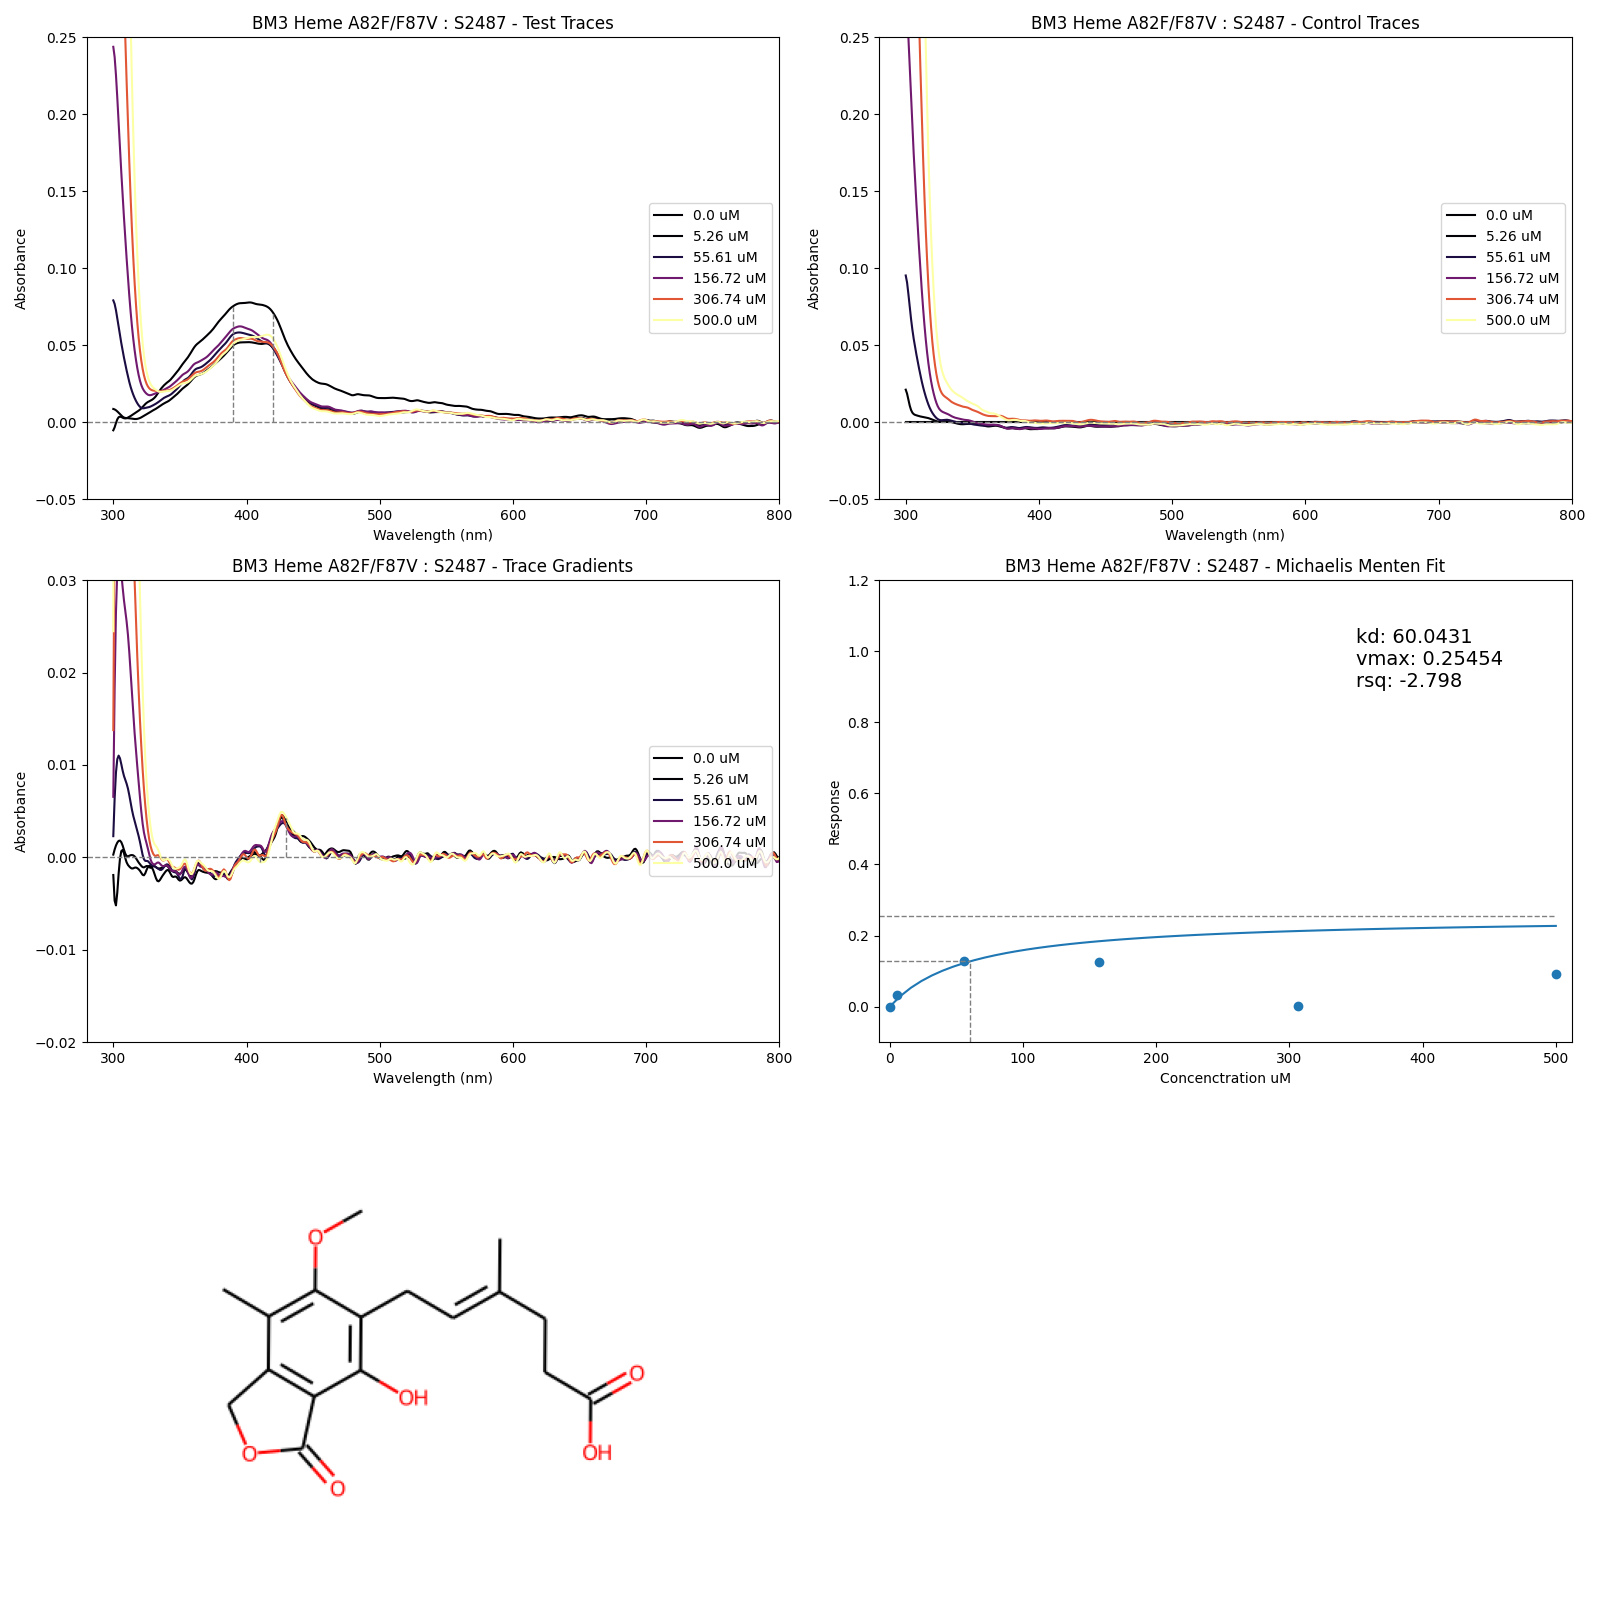 BM3 Heme A82F/F87V : S2487 - Test Traces
0.25
0.20
0.15
0.10
0.05
0.00
−0.05
Absorbance
300 400 500 600 700 800
Wavelength (nm)
0.0 uM
5.26 uM
55.61 uM
156.72 uM
306.74 uM
500.0 uM
BM3 Heme A82F/F87V : S2487 - Control Traces
0.25
0.20
0.15
0.10
0.05
0.00
−0.05
Absorbance
300 400 500 600 700 800
Wavelength (nm)
0.0 uM
5.26 uM
55.61 uM
156.72 uM
306.74 uM
500.0 uM
BM3 Heme A82F/F87V : S2487 - Trace Gradients
0.03
0.02
0.01
0.00
−0.01
−0.02
Absorbance
300 400 500 600 700 800
Wavelength (nm)
0.0 uM
5.26 uM
55.61 uM
156.72 uM
306.74 uM
500.0 uM
BM3 Heme A82F/F87V : S2487 - Michaelis Menten Fit
1.2
1.0
0.8
0.6
0.4
0.2
0.0
Response
0 100 200 300 400 500
Concenctration uM
kd: 60.0431
vmax: 0.25454
rsq: -2.798
O
O
OH
OH
O
O